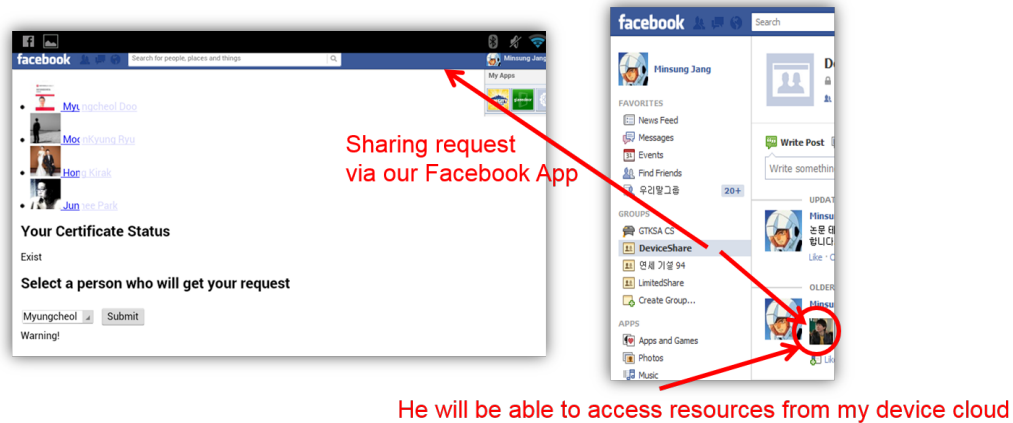 facebook
Search for people, places and things
Minsung Jang
My Apps
Myungcheol Doo
MoonKyung Ryu
Hong Kirak
Junhee Park
Your Certificate Status
Exist
Select a person who will get your request
Myungcheol
Submit
Warning!
Sharing request
via our Facebook App
facebook
Search
Minsung Jang
FAVORITES
News Feed
Messages
Events
31
Find Friends
우리말그룹
20+
GROUPS
GTKSA CS
DeviceShare
연세 기설 94
LimitedShare
Create Group...
APPS
Apps and Games
Photos
Music
Write Post
Write somethin
UPDAT
Minsu
논문 테
합니다
Like · C
OLDER
Minsu
Lik
He will be able to access resources from my device cloud